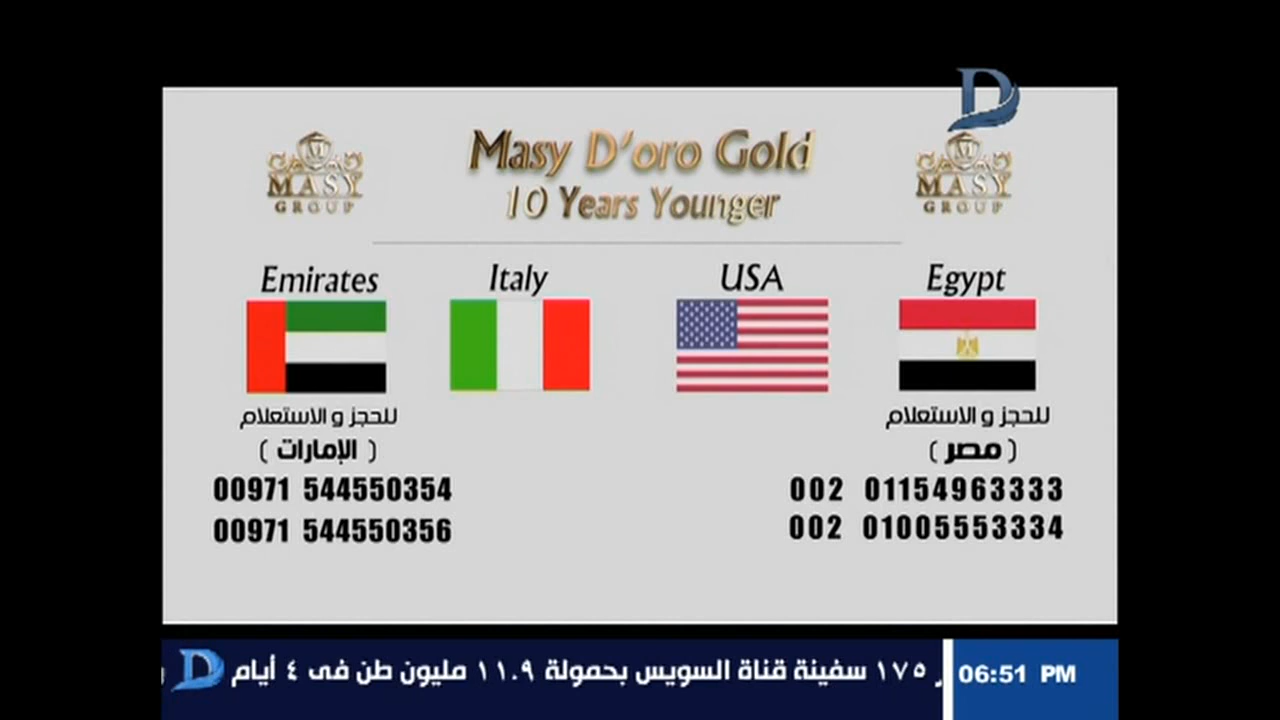 Masy D'oro Gold
10 Years Younger
M
MASY
GROUP
M
MASY
GROUP
D
Emirates
Italy
USA
Egypt
للحجز و الاستعلام
( الإمارات )
00971 544550354
00971 544550356
للحجز و الاستعلام
( مصر )
002 01154963333
002 01005553334
١٧٥ سفينة قناة السويس بحمولة ١١.٩ مليون طن فى ٤ أيام
D
06:51 PM